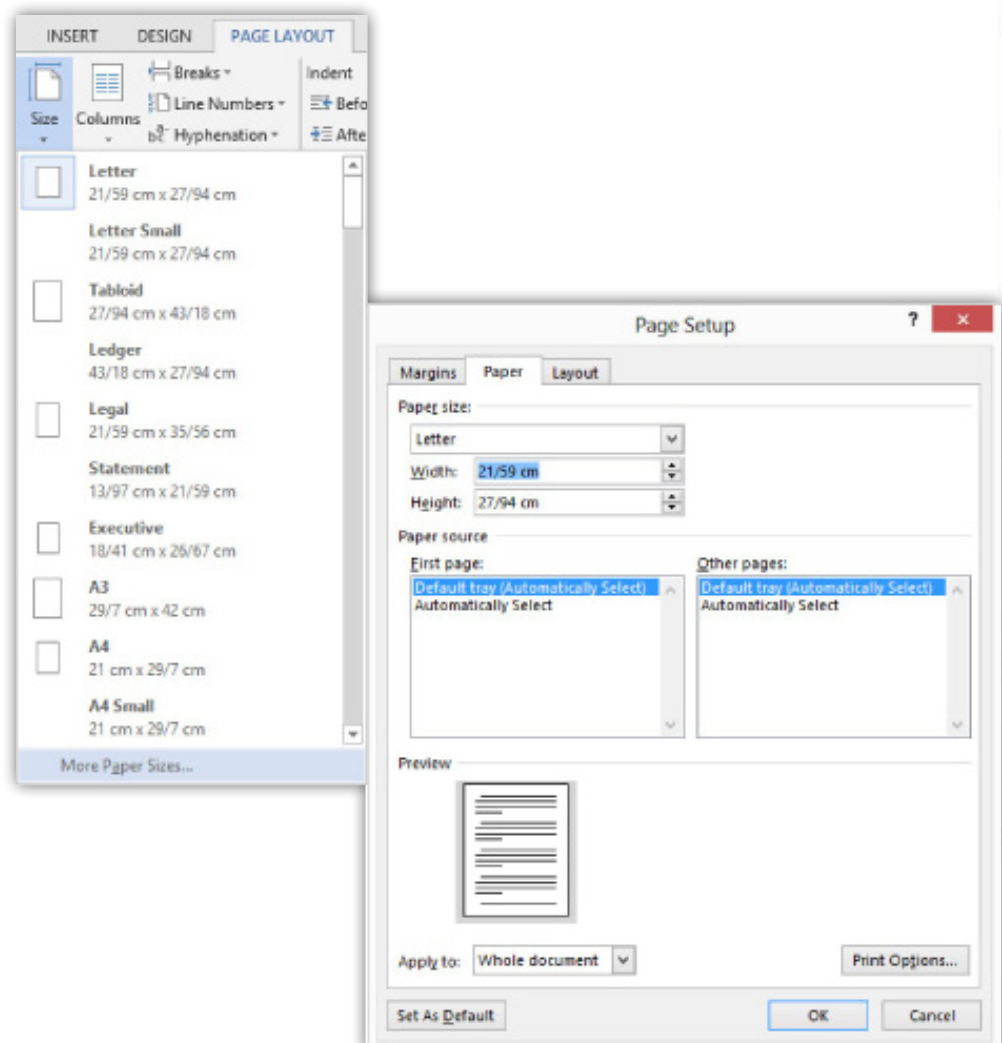 INSERT DESIGN PAGE LAYOUT
Breaks Indent
Line Numbers Befo
Size Columns
Hyphenation Afte
Letter
21/59 cm x 27/94 cm
Letter Small
21/59 cm x 27/94 cm
Tabloid
27/94 cm x 43/18 cm
Ledger
43/18 cm x 27/94 cm
Legal
21/59 cm x 35/56 cm
Statement
13/97 cm x 21/59 cm
Executive
18/41 cm x 26/67 cm
A3
29/7 cm x 42 cm
A4
21 cm x 29/7 cm
A4 Small
21 cm x 29/7 cm
More Paper Sizes...
Page Setup ? ×
Margins Paper Layout
Paper size:
Letter
Width: 21/59 cm
Height: 27/94 cm
Paper source
First page: Other pages:
Default tray (Automatically Select) Default tray (Automatically Select)
Automatically Select Automatically Select
Preview
Apply to: Whole document Print Options...
Set As Default OK Cancel